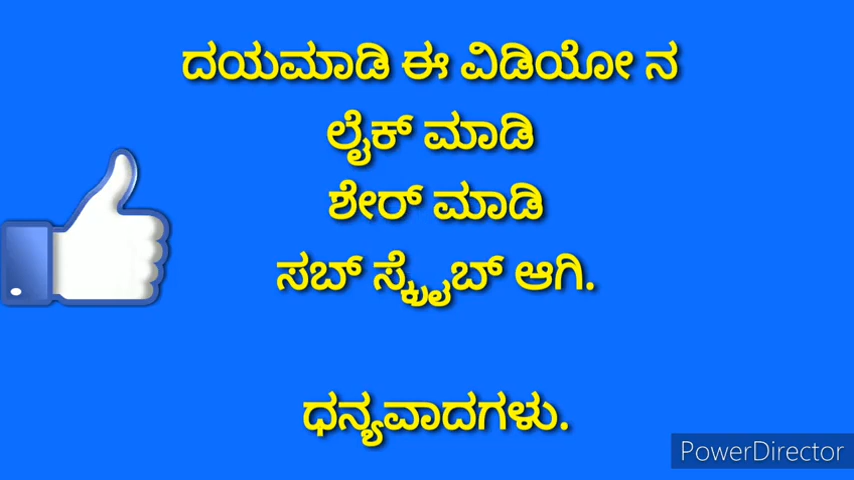 ದಯಮಾಡಿ ಈ ವಿಡಿಯೋ ನ
ಲೈಕ್ ಮಾಡಿ
ಶೇರ್ ಮಾಡಿ
ಸಬ್ ಸ್ಕ್ರೈಬ್ ಆಗಿ.
ಧನ್ಯವಾದಗಳು.
PowerDirector